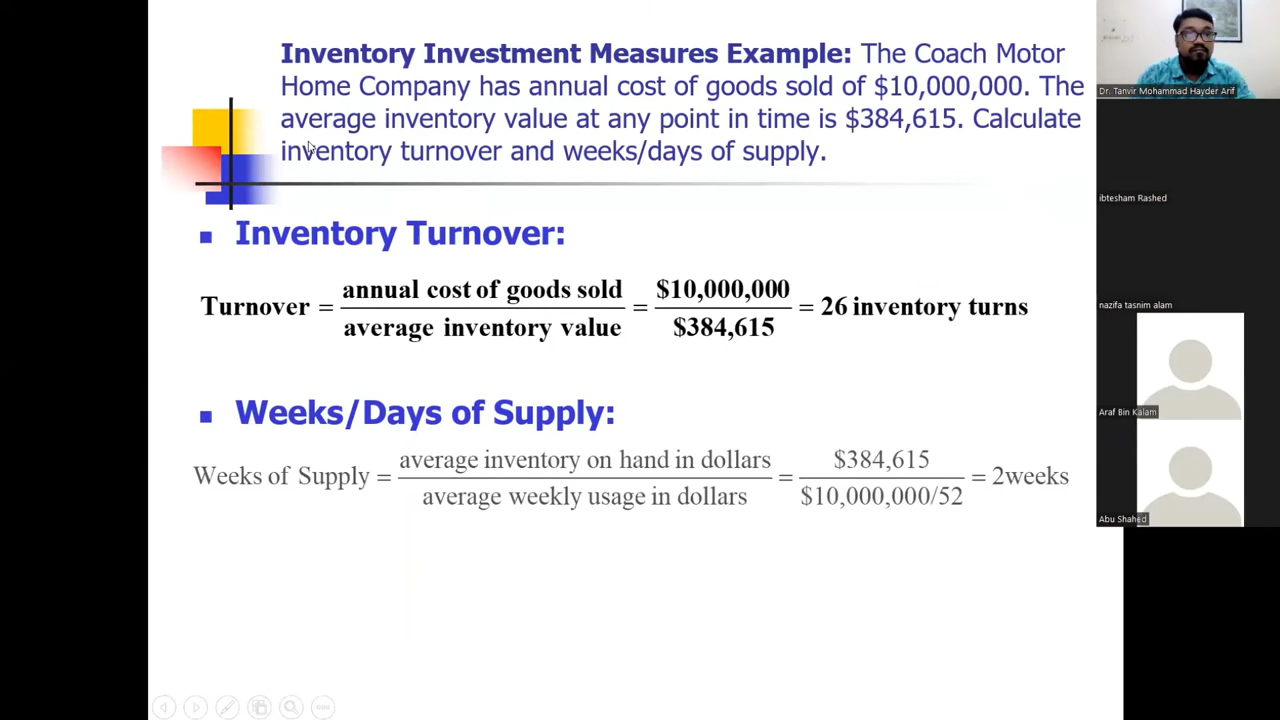 Inventory Investment Measures Example: The Coach Motor
Home Company has annual cost of goods sold of $10,000,000. The
average inventory value at any point in time is $384,615. Calculate
inventory turnover and weeks/days of supply.
Inventory Turnover:
Turnover = annual cost of goods sold / average inventory value = $10,000,000 / $384,615 = 26 inventory turns
Weeks/Days of Supply:
Weeks of Supply = average inventory on hand in dollars / average weekly usage in dollars = $384,615 / $10,000,000/52 = 2weeks
Dr. Tanvir Mohammad Hayder Arif
ibtesham Rashed
nazifa tasnim alam
Araf Bin Kalam
Abu Shahed